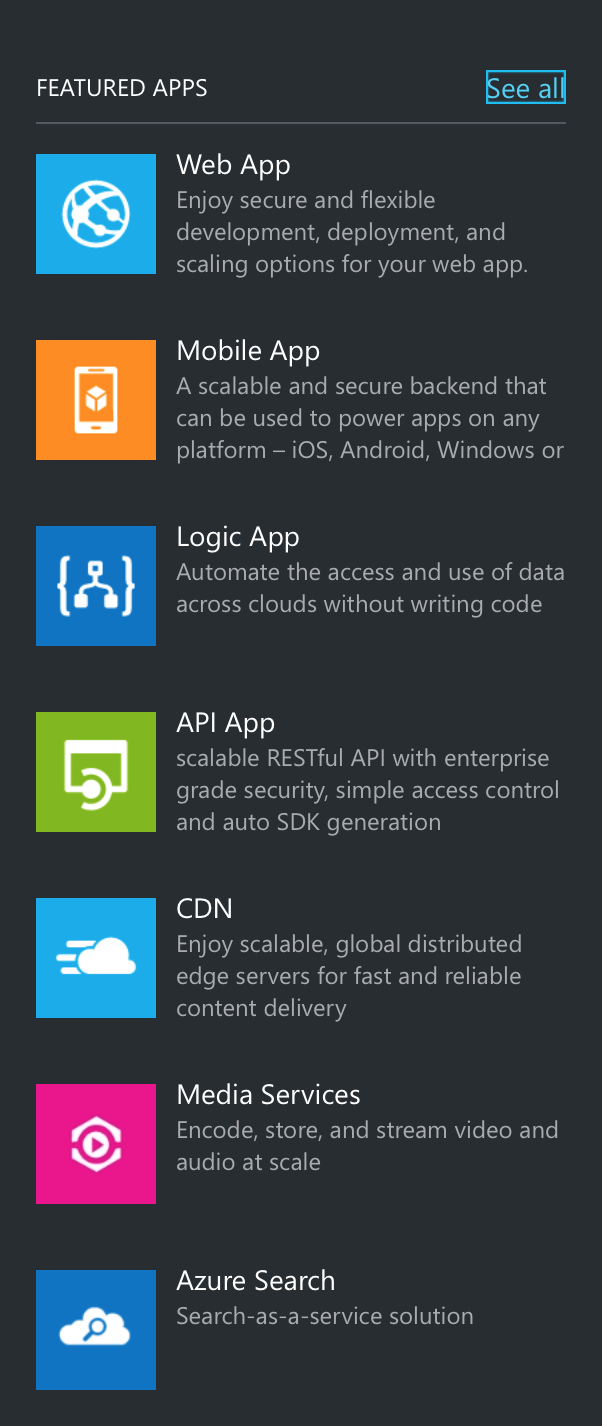 FEATURED APPS
See all
Web App
Enjoy secure and flexible
development, deployment, and
scaling options for your web app.
Mobile App
A scalable and secure backend that
can be used to power apps on any
platform – iOS, Android, Windows or
Logic App
Automate the access and use of data
across clouds without writing code
API App
scalable RESTful API with enterprise
grade security, simple access control
and auto SDK generation
CDN
Enjoy scalable, global distributed
edge servers for fast and reliable
content delivery
Media Services
Encode, store, and stream video and
audio at scale
Azure Search
Search-as-a-service solution